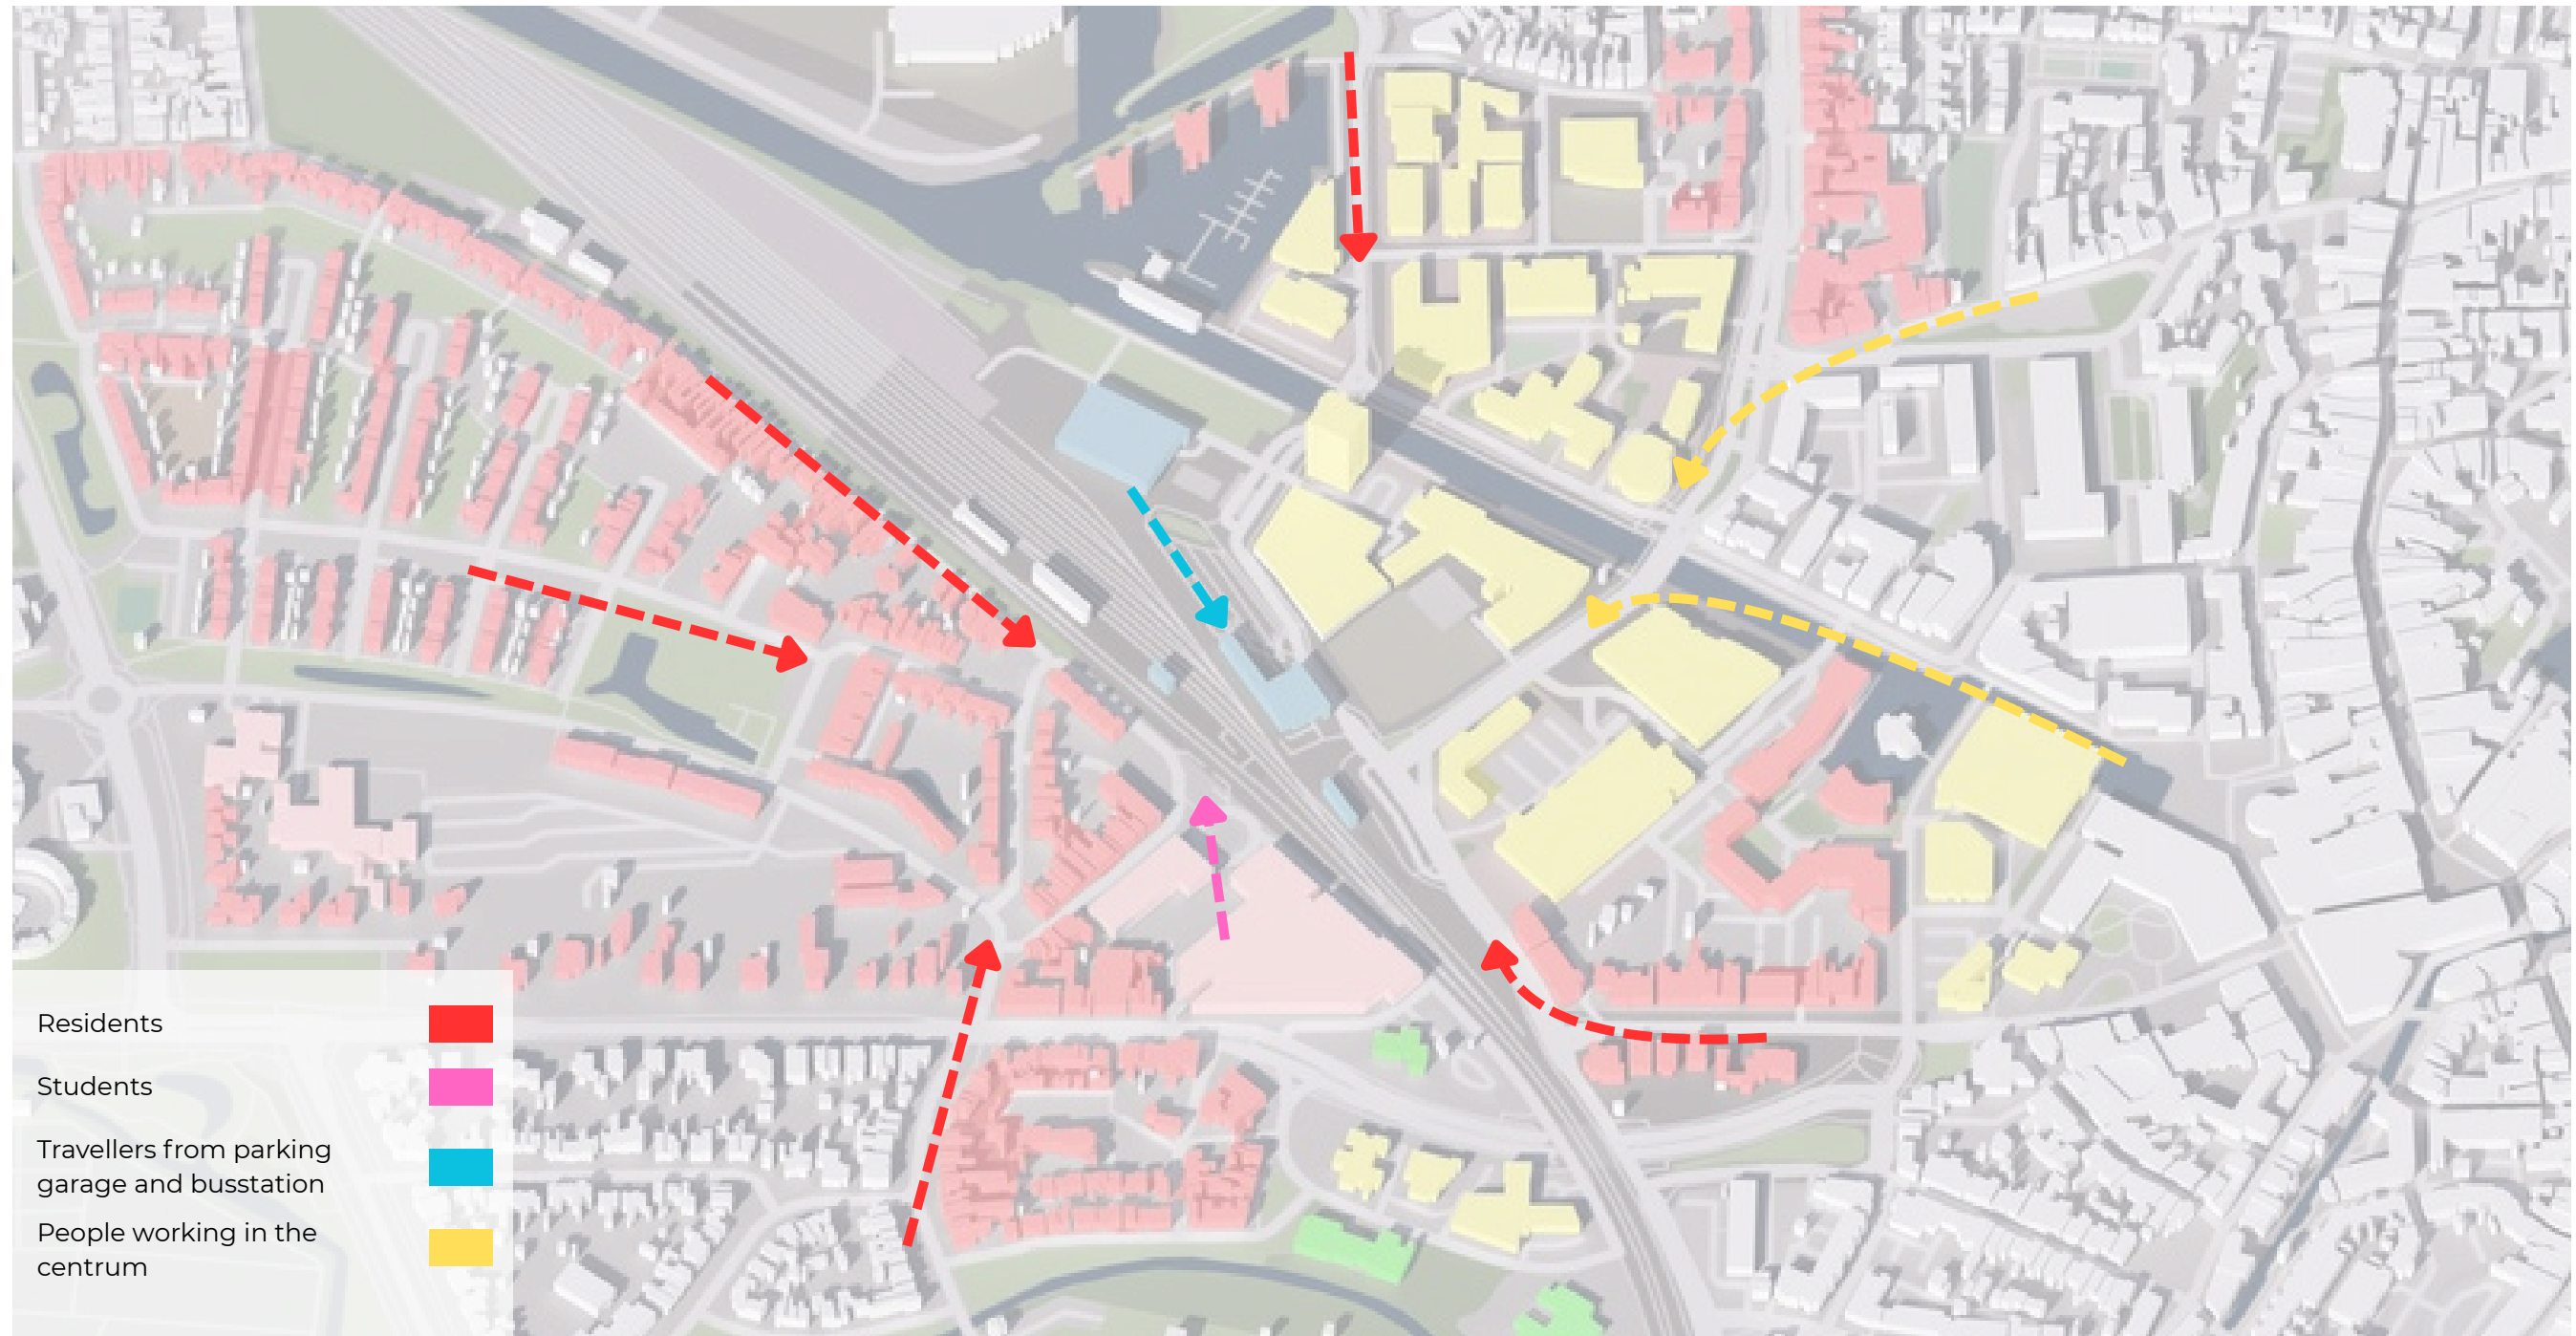 Residents
Students
Travellers from parking
garage and busstation
People working in the
centrum